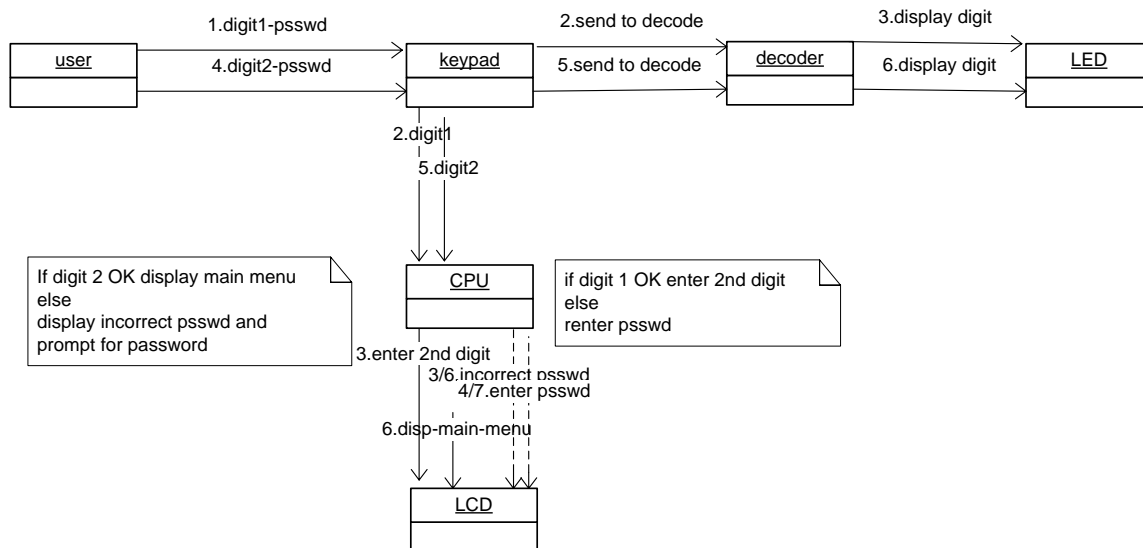 1.digit1-psswd
2.send to decode
3.display digit
user
keypad
decoder
LED
4.digit2-psswd
5.send to decode
6.display digit
2.digit1
5.digit2
If digit 2 OK display main menu
else
display incorrect psswd and
prompt for password
CPU
if digit 1 OK enter 2nd digit
else
renter psswd
3.enter 2nd digit
3/6.incorrect psswd
4/7.enter psswd
6.disp-main-menu
LCD